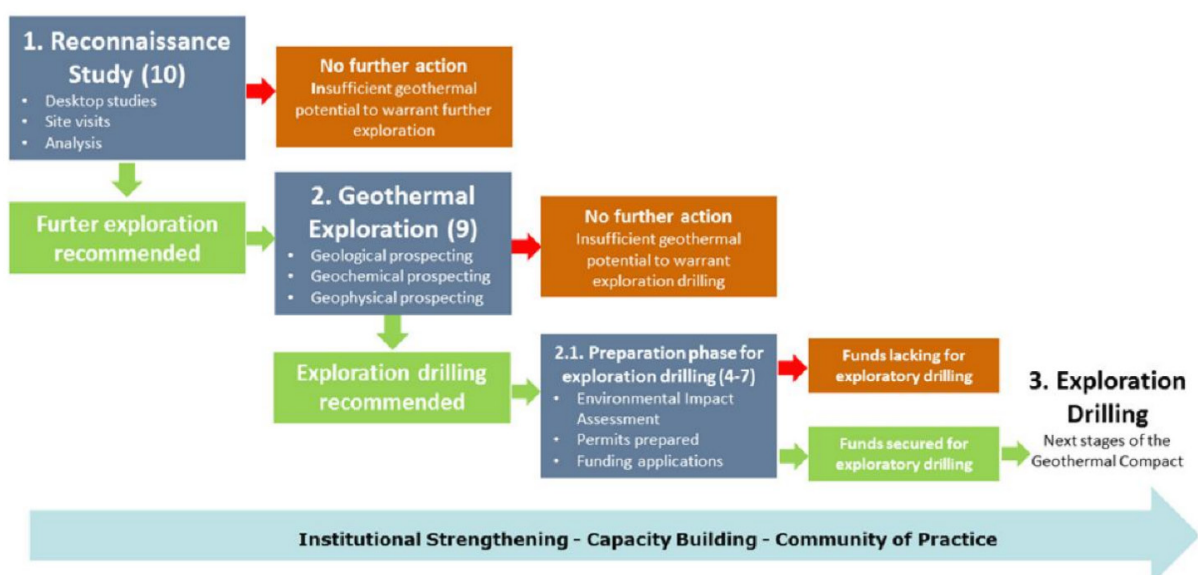 1. Reconnaissance
Study (10)
• Desktop studies
• Site visits
• Analysis
No further action
Insufficient geothermal
potential to warrant further
exploration
Furter exploration
recommended
2. Geothermal
Exploration (9)
• Geological prospecting
• Geochemical prospecting
• Geophysical prospecting
No further action
Insufficient geothermal
potential to warrant
exploration drilling
Exploration drilling
recommended
2.1. Preparation phase for
exploration drilling (4-7)
• Environmental Impact
Assessment
• Permits prepared
• Funding applications
Funds lacking for
exploratory drilling
Funds secured for
exploratory drilling
3. Exploration
Drilling
Next stages of the
Geothermal Compact
Institutional Strengthening - Capacity Building - Community of Practice